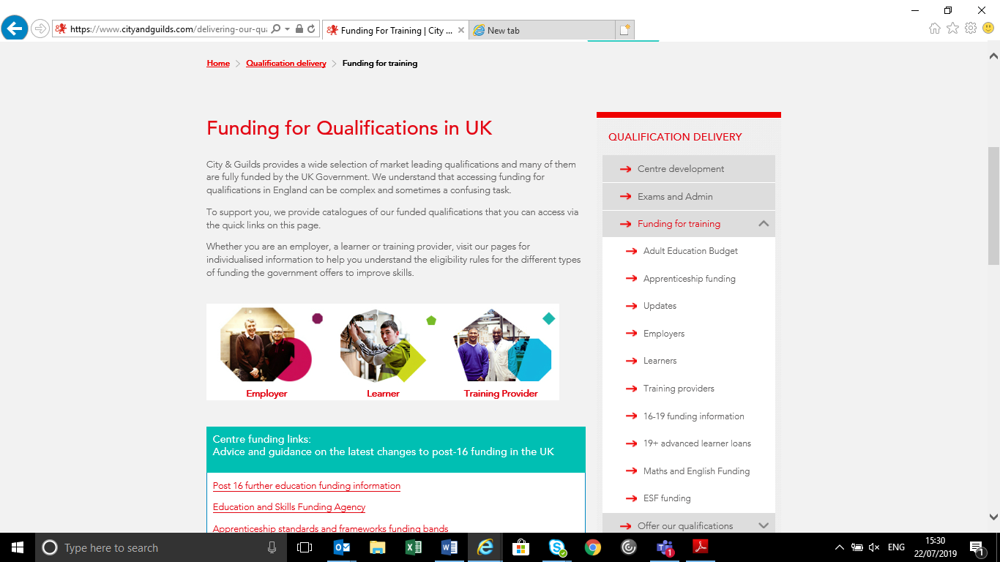 https://www.cityandguilds.com/delivering-our-qu
Funding For Training | City ...
New tab
Home > Qualification delivery > Funding for training
Funding for Qualifications in UK
City & Guilds provides a wide selection of market leading qualifications and many of them
are fully funded by the UK Government. We understand that accessing funding for
qualifications in England can be complex and sometimes a confusing task.
To support you, we provide catalogues of our funded qualifications that you can access via
the quick links on this page.
Whether you are an employer, a learner or training provider, visit our pages for
individualised information to help you understand the eligibility rules for the different types
of funding the government offers to improve skills.
Employer
Learner
Training Provider
Centre funding links:
Advice and guidance on the latest changes to post-16 funding in the UK
Post 16 further education funding information
Education and Skills Funding Agency
Apprenticeship standards and frameworks funding bands
QUALIFICATION DELIVERY
Centre development
Exams and Admin
Funding for training
Adult Education Budget
Apprenticeship funding
Updates
Employers
Learners
Training providers
16-19 funding information
19+ advanced learner loans
Maths and English Funding
ESF funding
Offer our qualifications
Type here to search
ENG
15:30
22/07/2019
1
1